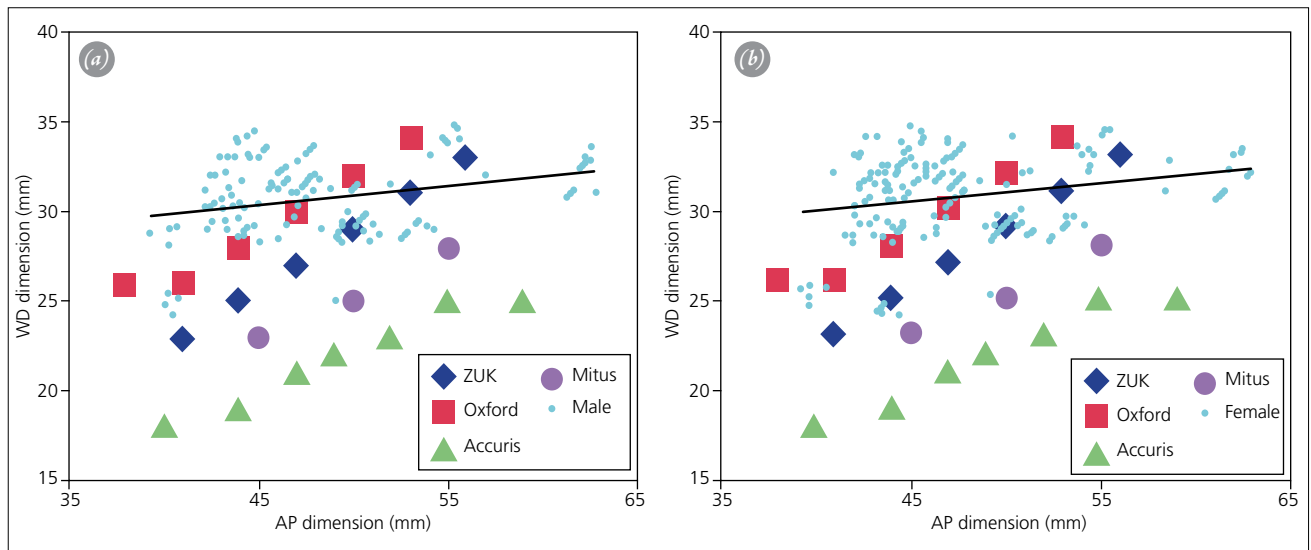 (a)
WD dimension (mm)
40
35
30
25
20
15
35
45
55
65
AP dimension (mm)
ZUK
Oxford
Accuris
Mitus
Male
(b)
WD dimension (mm)
40
35
30
25
20
15
35
45
55
65
AP dimension (mm)
ZUK
Oxford
Accuris
Mitus
Female